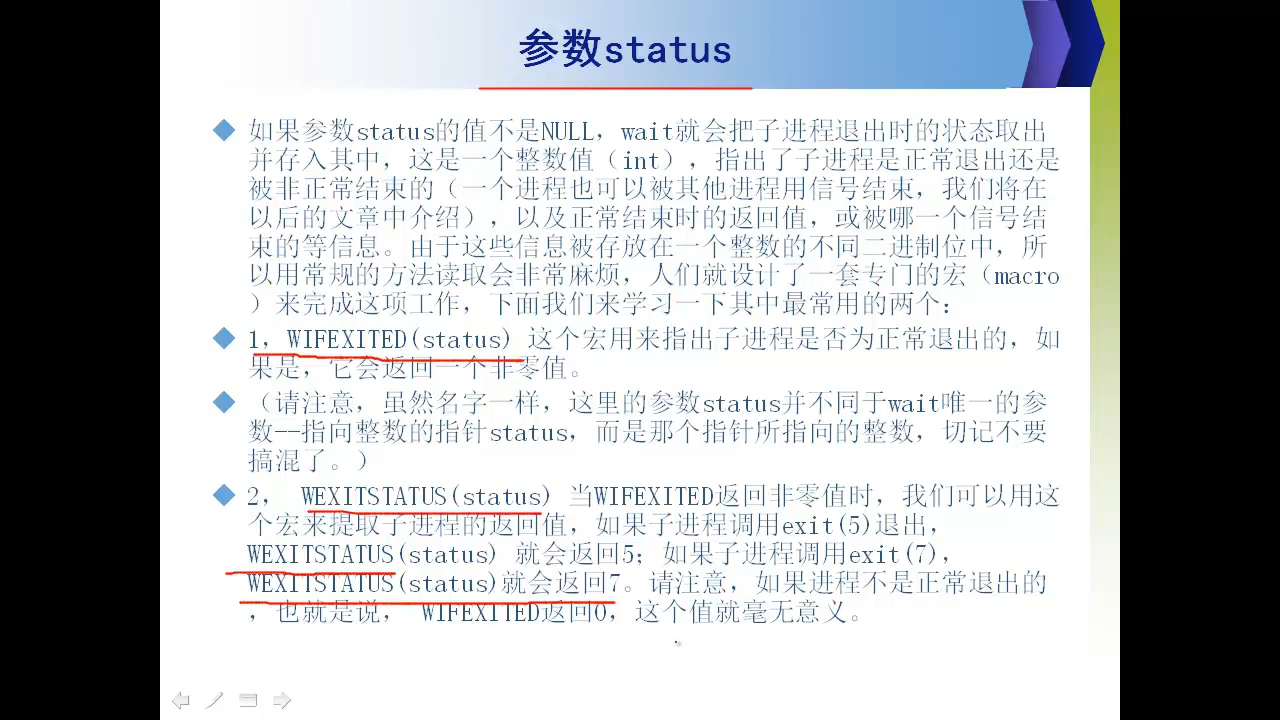 参数status
如果参数status的值不是NULL，wait就会把子进程退出时的状态取出
并存入其中，这是一个整数值（int），指出了子进程是正常退出还是
被非正常结束的（一个进程也可以被其他进程用信号结束，我们将在
以后的文章中介绍），以及正常结束时的返回值，或被哪一个信号结
束的等信息。由于这些信息被存放在一个整数的不同二进制位中，所
以用常规的方法读取会非常麻烦，人们就设计了一套专门的宏（macro
）来完成这项工作，下面我们来学习一下其中最常用的两个：
1，WIFEXITED(status) 这个宏用来指出子进程是否为正常退出的，如
果是，它会返回一个非零值。
（请注意，虽然名字一样，这里的参数status并不同于wait唯一的参
数--指向整数的指针status，而是那个指针所指向的整数，切记不要
搞混了。）
2， WEXITSTATUS(status) 当WIFEXITED返回非零值时，我们可以用这
个宏来提取子进程的返回值，如果子进程调用exit(5)退出，
WEXITSTATUS(status) 就会返回5；如果子进程调用exit(7)，
WEXITSTATUS(status)就会返回7。请注意，如果进程不是正常退出的
，也就是说， WIFEXITED返回0，这个值就毫无意义。